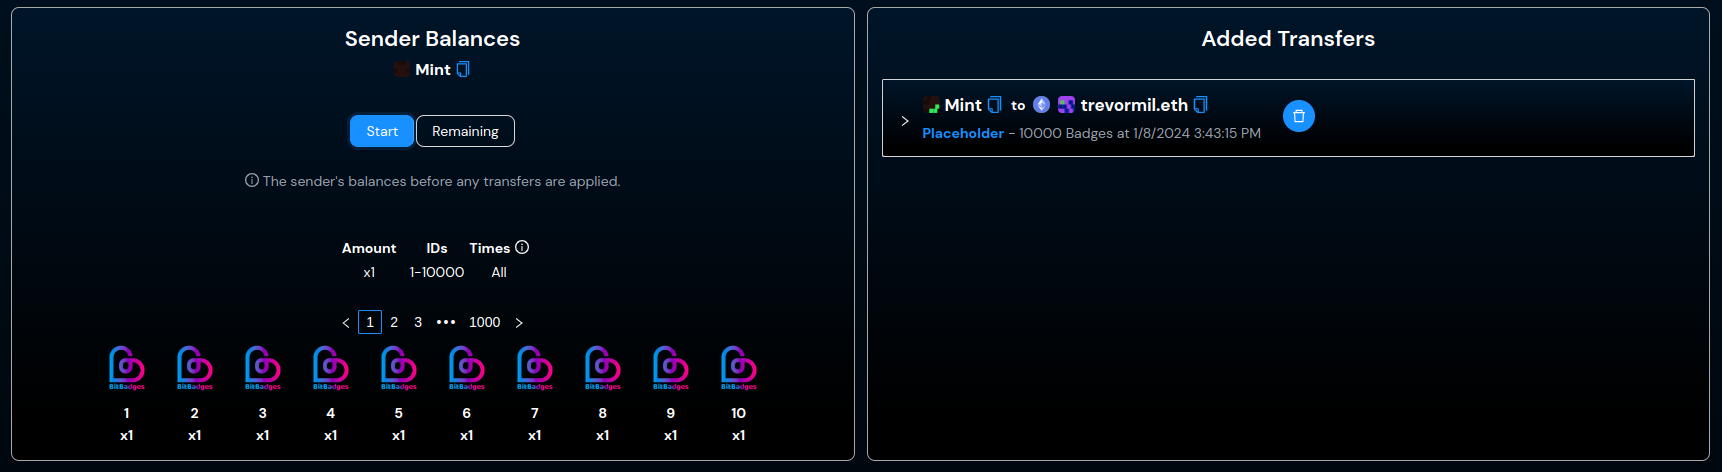 Sender Balances
Mint
Start Remaining
The sender's balances before any transfers are applied.
Amount IDs Times
x1 1-10000 All
1 2 3 ••• 1000
BitBadges BitBadges BitBadges BitBadges BitBadges BitBadges BitBadges BitBadges BitBadges BitBadges
1 2 3 4 5 6 7 8 9 10
x1 x1 x1 x1 x1 x1 x1 x1 x1 x1
Added Transfers
Mint to trevormil.eth
Placeholder - 10000 Badges at 1/8/2024 3:43:15 PM